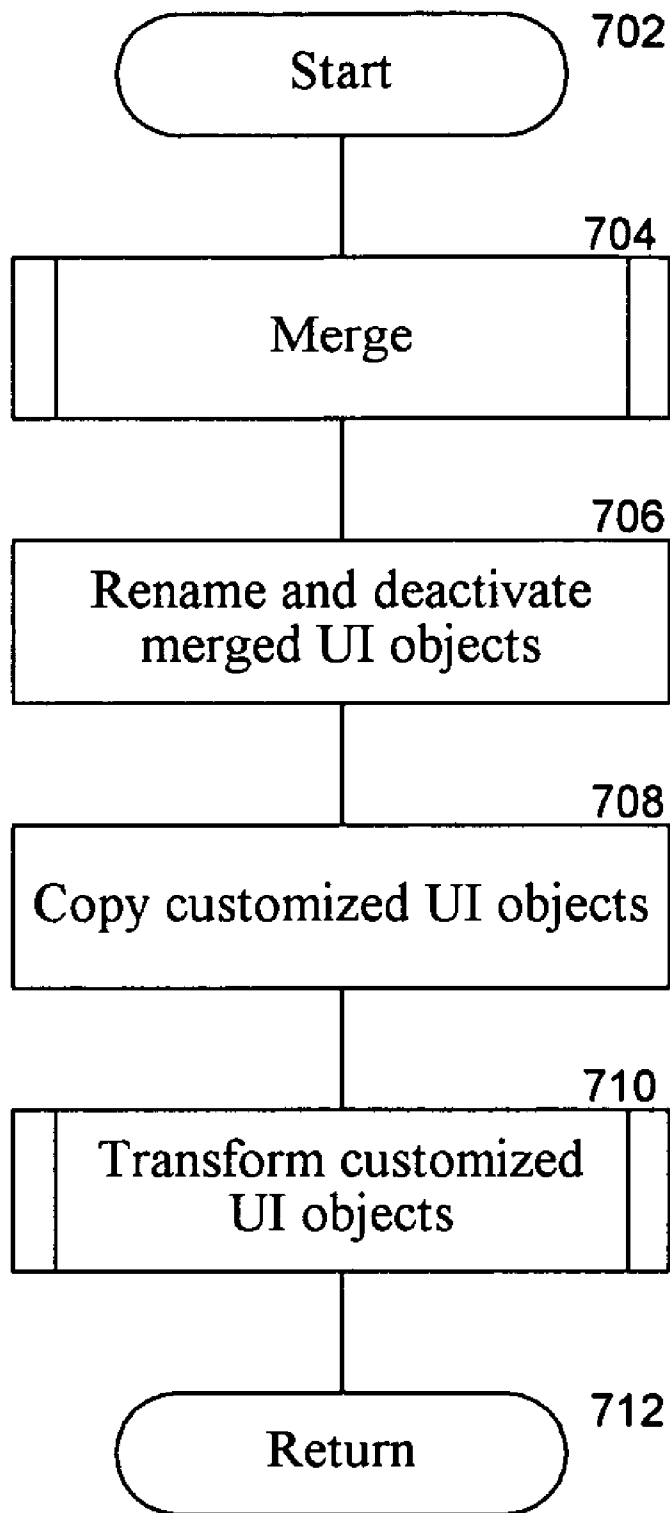 702
Start
704
Merge
706
Rename and deactivate
merged UI objects
708
Copy customized UI objects
710
Transform customized
UI objects
712
Return